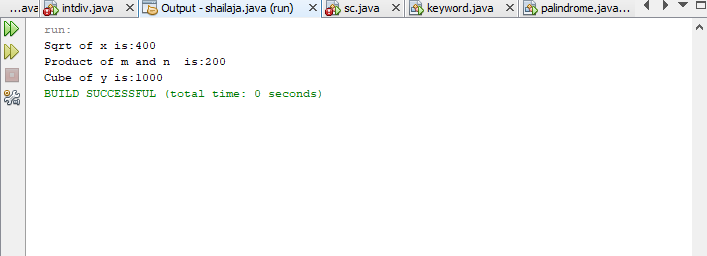 ...ava intdiv.java Output - shailaja.java (run) sc.java keyword.java palindrome.java...
run:
Sqrt of x is:400
Product of m and n  is:200
Cube of y is:1000
BUILD SUCCESSFUL (total time: 0 seconds)